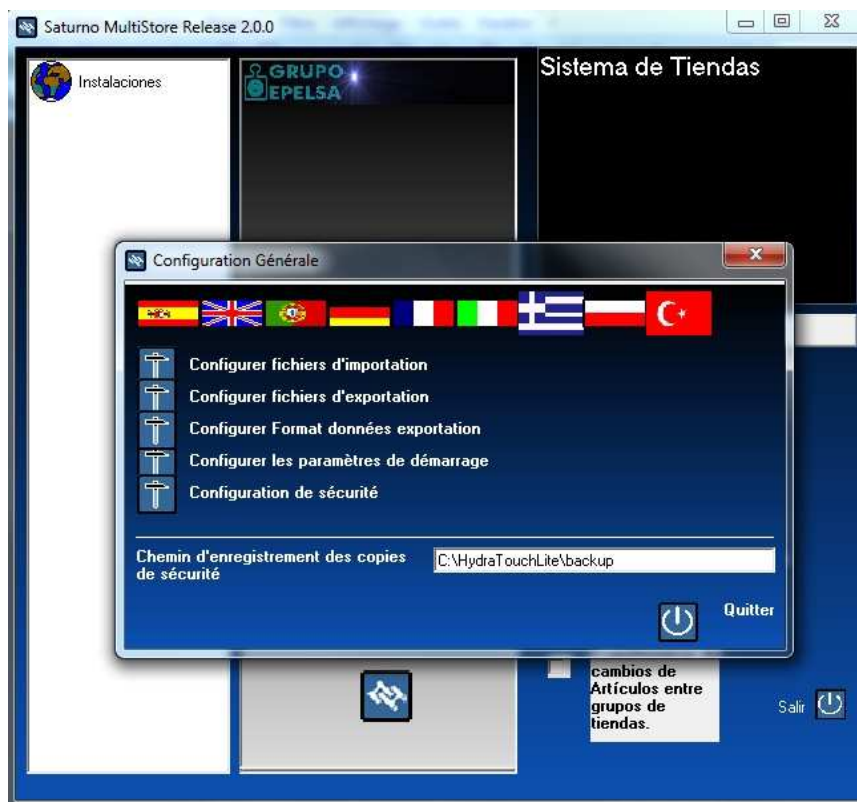 Saturno MultiStore Release 2.0.0
Instalaciones
GRUPO
EPELSA
Sistema de Tiendas
Configuration Générale
Configurer fichiers d'importation
Configurer fichiers d'exportation
Configurer Format données exportation
Configurer les paramètres de démarrage
Configuration de sécurité
Chemin d'enregistrement des copies
de sécurité
C:\HydraTouchLite\backup
Quitter
cambios de
Artículos entre
grupos de
tiendas.
Salir